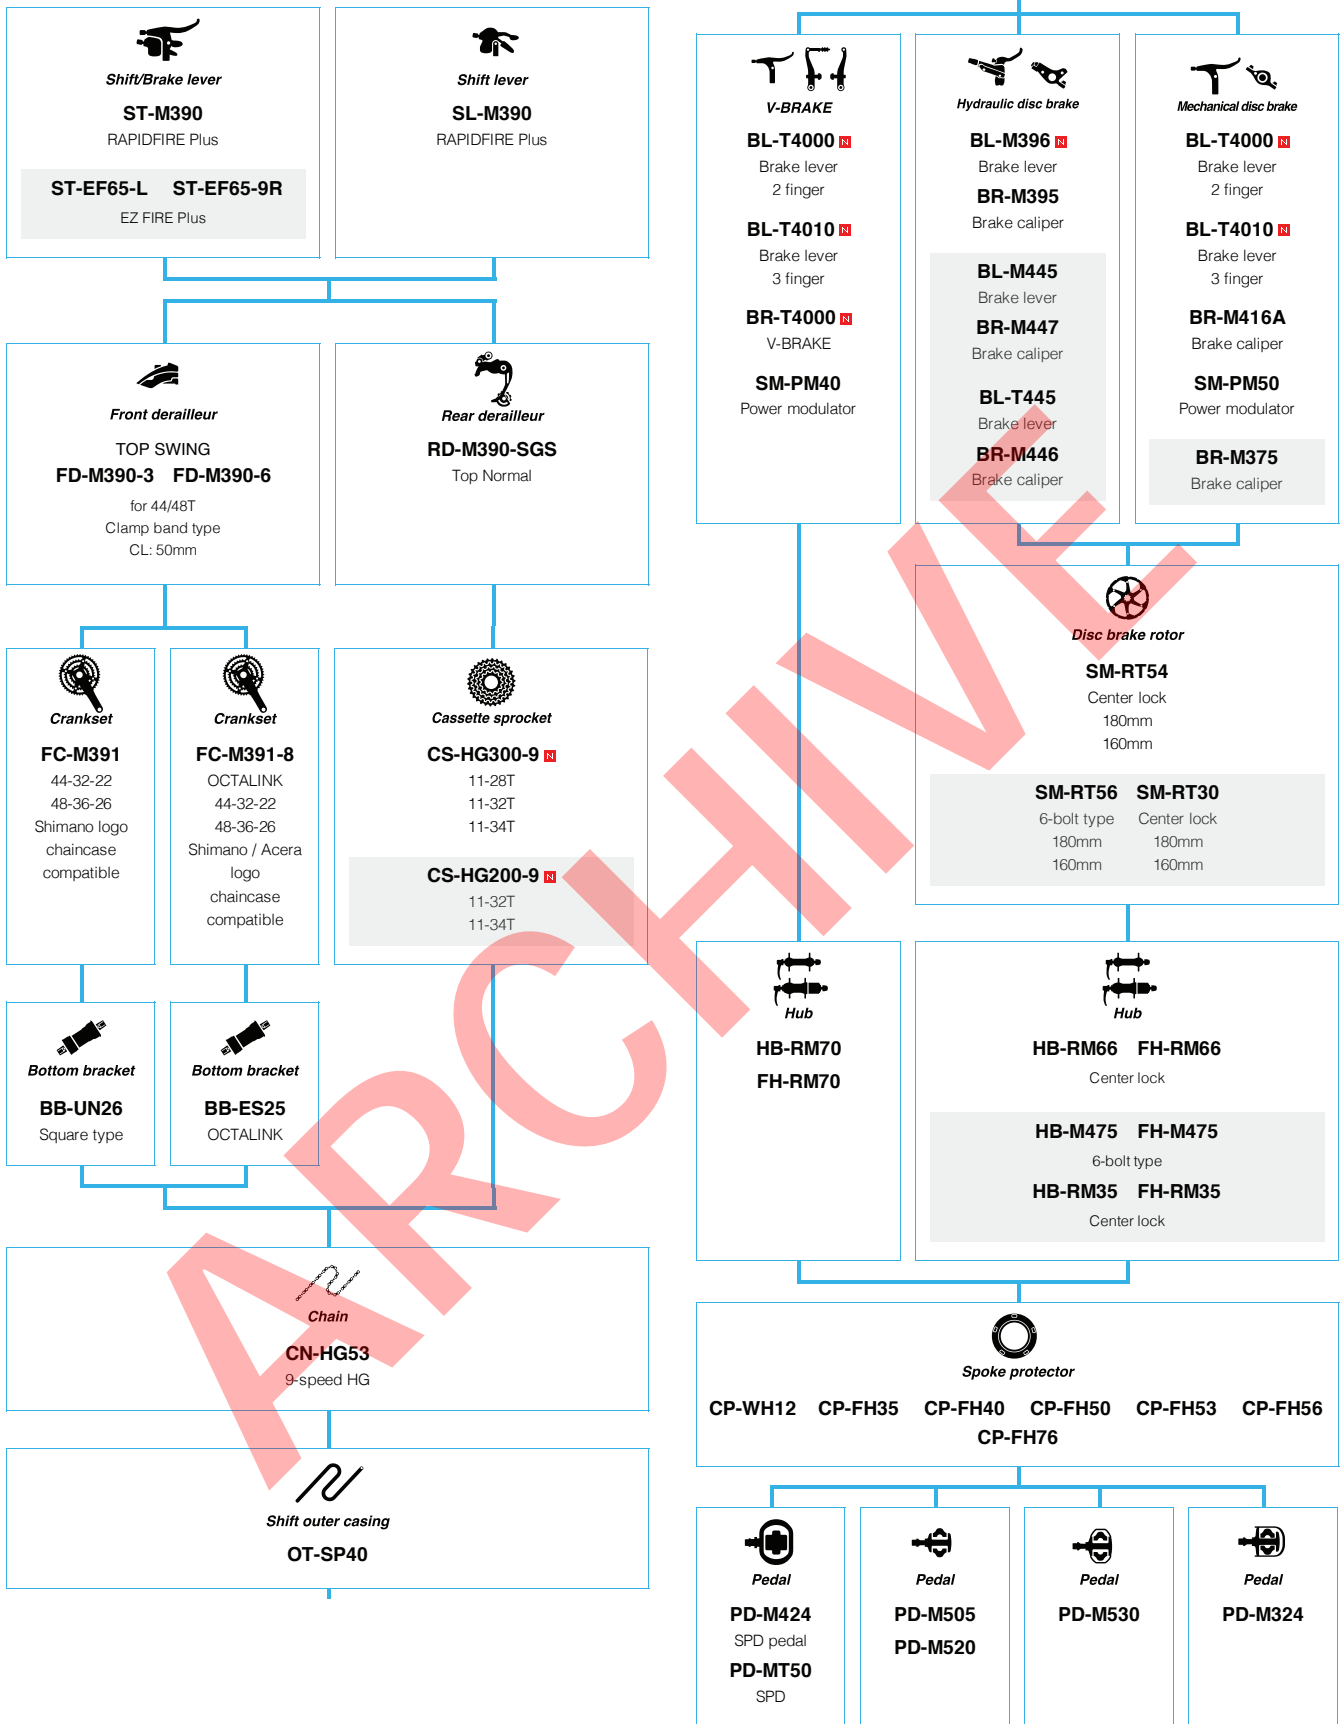 Shift/Brake lever
ST-M390
RAPIDFIRE Plus
ST-EF65-L ST-EF65-9R
EZ FIRE Plus
Shift lever
SL-M390
RAPIDFIRE Plus
Front derailleur
TOP SWING
FD-M390-3 FD-M390-6
for 44/48T
Clamp band type
CL: 50mm
Rear derailleur
RD-M390-SGS
Top Normal
Crankset
FC-M391
44-32-22
48-36-26
Shimano logo
chaincase
compatible
Crankset
FC-M391-8
OCTALINK
44-32-22
48-36-26
Shimano / Acera
logo
chaincase
compatible
Cassette sprocket
CS-HG300-9 N
11-28T
11-32T
11-34T
CS-HG200-9 N
11-32T
11-34T
Bottom bracket
BB-UN26
Square type
Bottom bracket
BB-ES25
OCTALINK
Chain
CN-HG53
9-speed HG
Shift outer casing
OT-SP40
V-BRAKE
BL-T4000 N
Brake lever
2 finger
BL-T4010 N
Brake lever
3 finger
BR-T4000 N
V-BRAKE
SM-PM40
Power modulator
Hydraulic disc brake
BL-M396 N
Brake lever
BR-M395
Brake caliper
BL-M445
Brake lever
BR-M447
Brake caliper
BL-T445
Brake lever
BR-M446
Brake caliper
Mechanical disc brake
BL-T4000 N
Brake lever
2 finger
BL-T4010 N
Brake lever
3 finger
BR-M416A
Brake caliper
SM-PM50
Power modulator
BR-M375
Brake caliper
Disc brake rotor
SM-RT54
Center lock
180mm
160mm
SM-RT56 SM-RT30
6-bolt type Center lock
180mm 180mm
160mm 160mm
Hub
HB-RM70
FH-RM70
Hub
HB-RM66 FH-RM66
Center lock
HB-M475 FH-M475
6-bolt type
HB-RM35 FH-RM35
Center lock
Spoke protector
CP-WH12 CP-FH35 CP-FH40 CP-FH50 CP-FH53 CP-FH56
CP-FH76
Pedal
PD-M424
SPD pedal
PD-MT50
SPD
Pedal
PD-M505
PD-M520
Pedal
PD-M530
Pedal
PD-M324
ARCHIVE